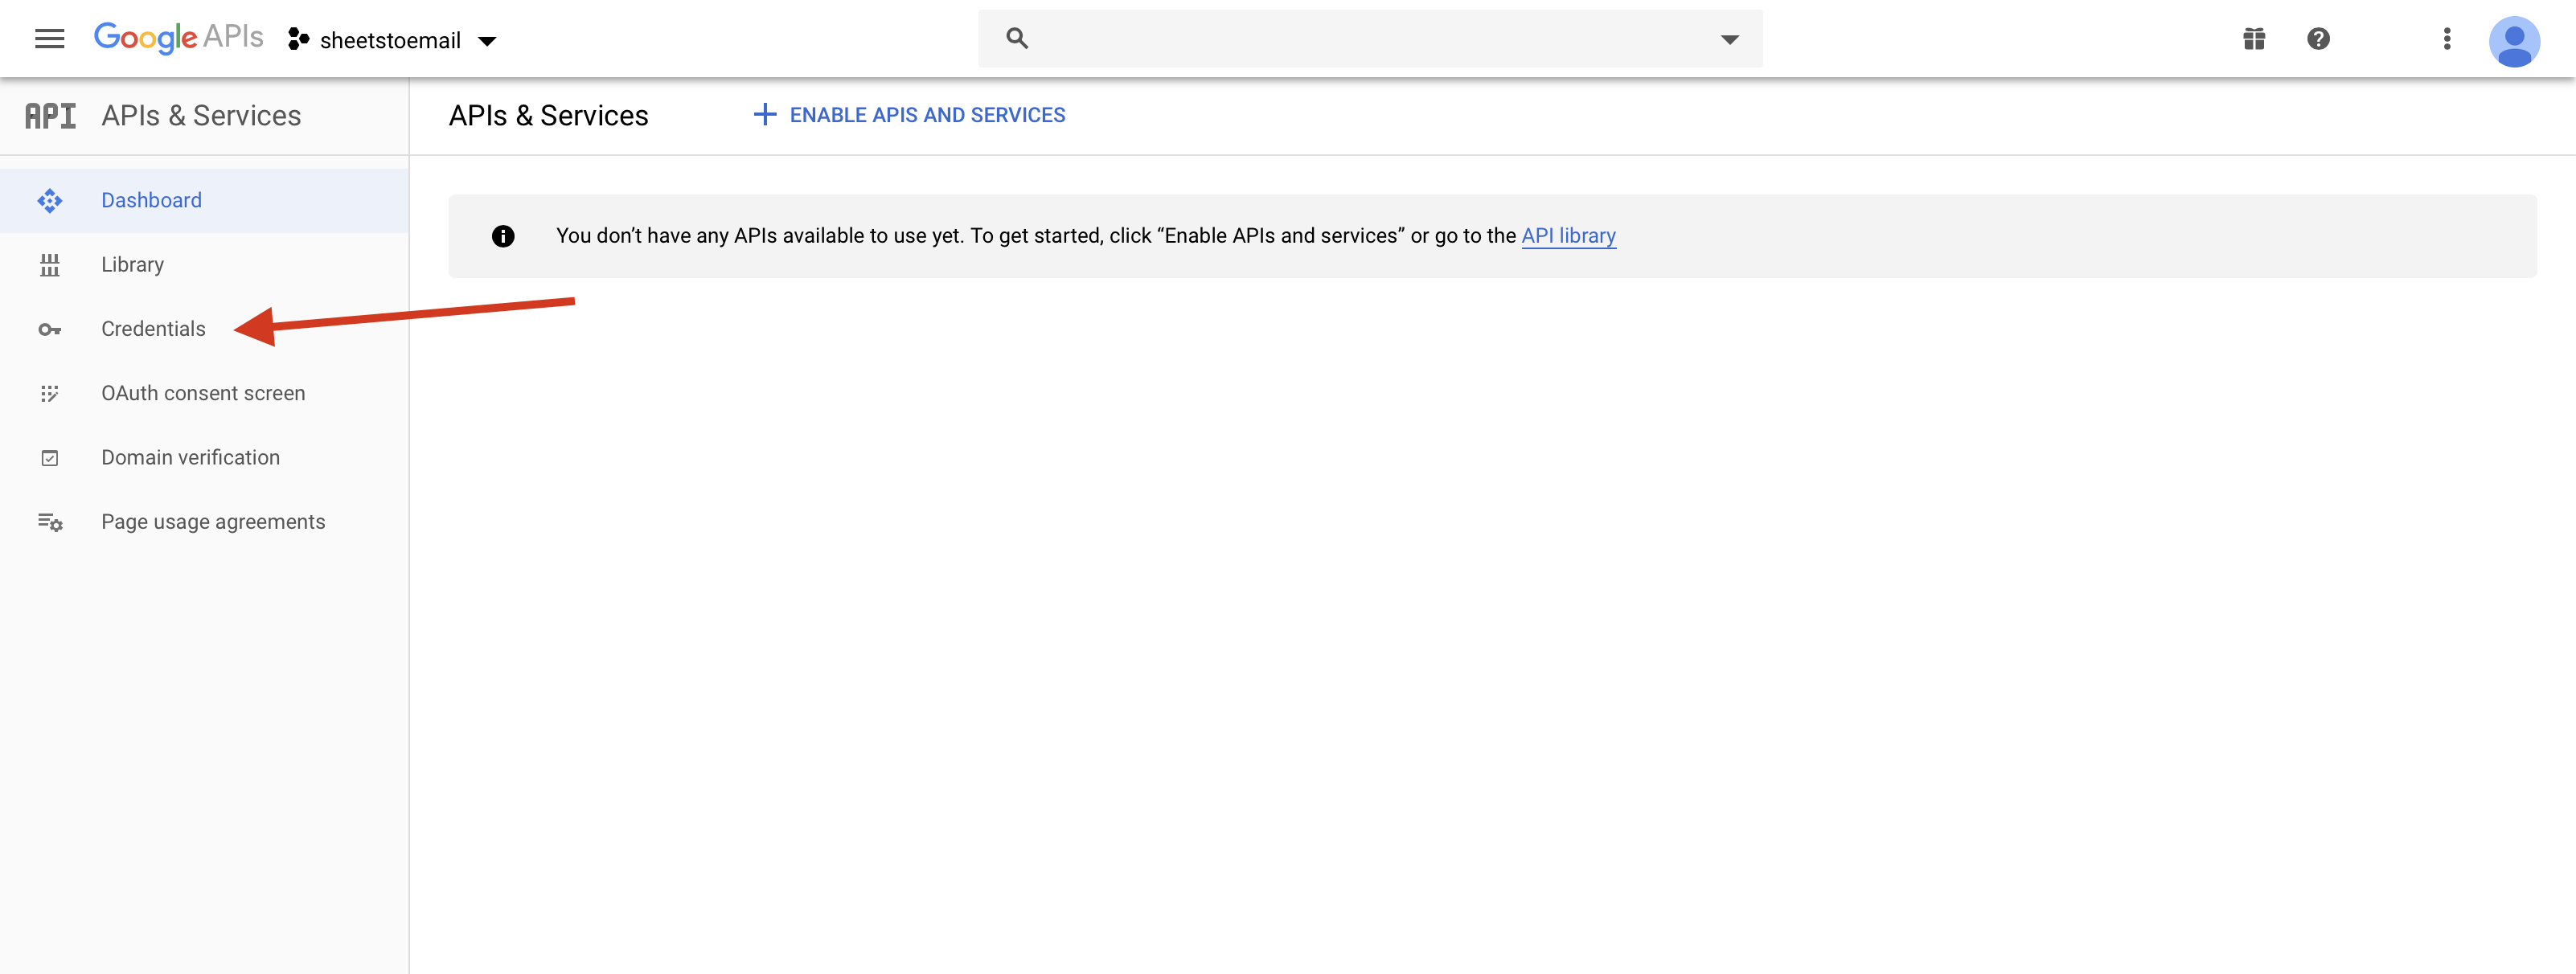 Google APIs sheetstoemail
API APIs & Services
APIs & Services + ENABLE APIS AND SERVICES
Dashboard
Library
Credentials
OAuth consent screen
Domain verification
Page usage agreements
You don’t have any APIs available to use yet. To get started, click “Enable APIs and services” or go to the API library